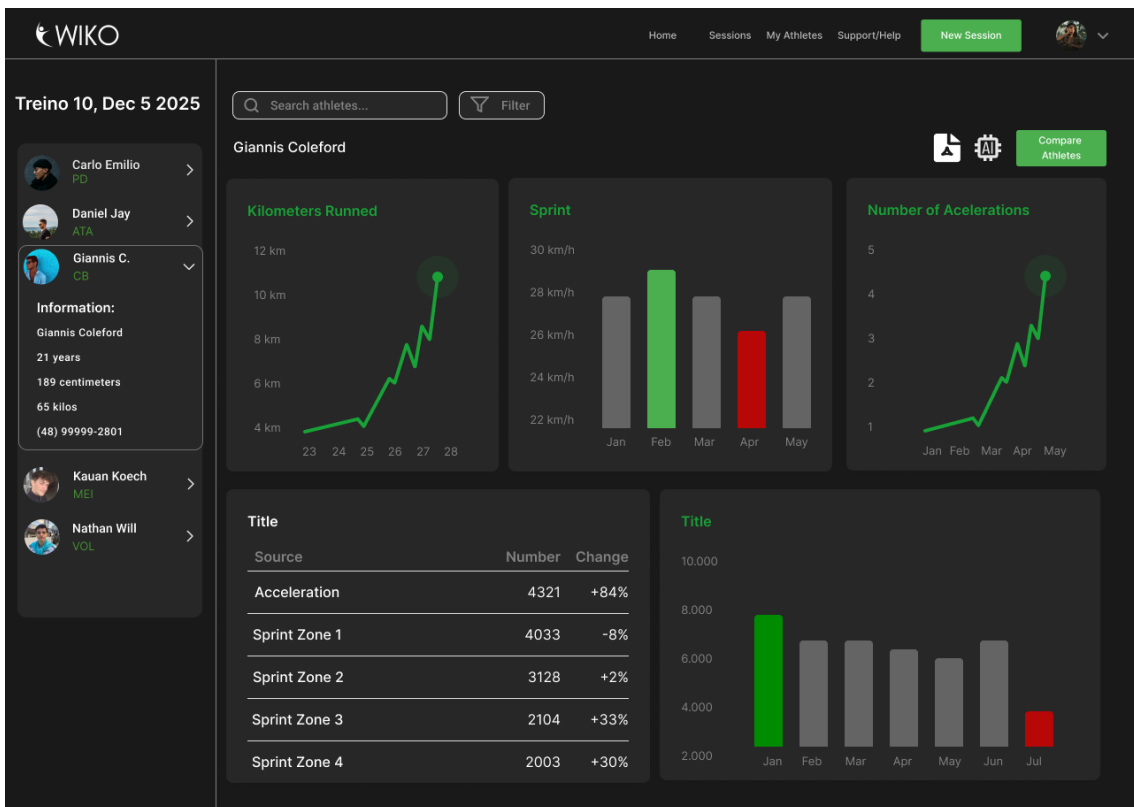 WIKO
Home Sessions My Athletes Support/Help New Session
Treino 10, Dec 5 2025
Carlo Emilio
PD
Daniel Jay
ATA
Giannis C.
CB
Information:
Giannis Coleford
21 years
189 centimeters
65 kilos
(48) 99999-2801
Kauan Koech
MEI
Nathan Will
VOL
Search athletes... Filter
Giannis Coleford
AI
Compare
Athletes
Kilometers Runned
12 km
10 km
8 km
6 km
4 km
23 24 25 26 27 28
Sprint
30 km/h
28 km/h
26 km/h
24 km/h
22 km/h
Jan Feb Mar Apr May
Number of Acelerations
5
4
3
2
1
Jan Feb Mar Apr May
Title
Source Number Change
Acceleration 4321 +84%
Sprint Zone 1 4033 -8%
Sprint Zone 2 3128 +2%
Sprint Zone 3 2104 +33%
Sprint Zone 4 2003 +30%
Title
10.000
8.000
6.000
4.000
2.000
Jan Feb Mar Apr May Jun Jul